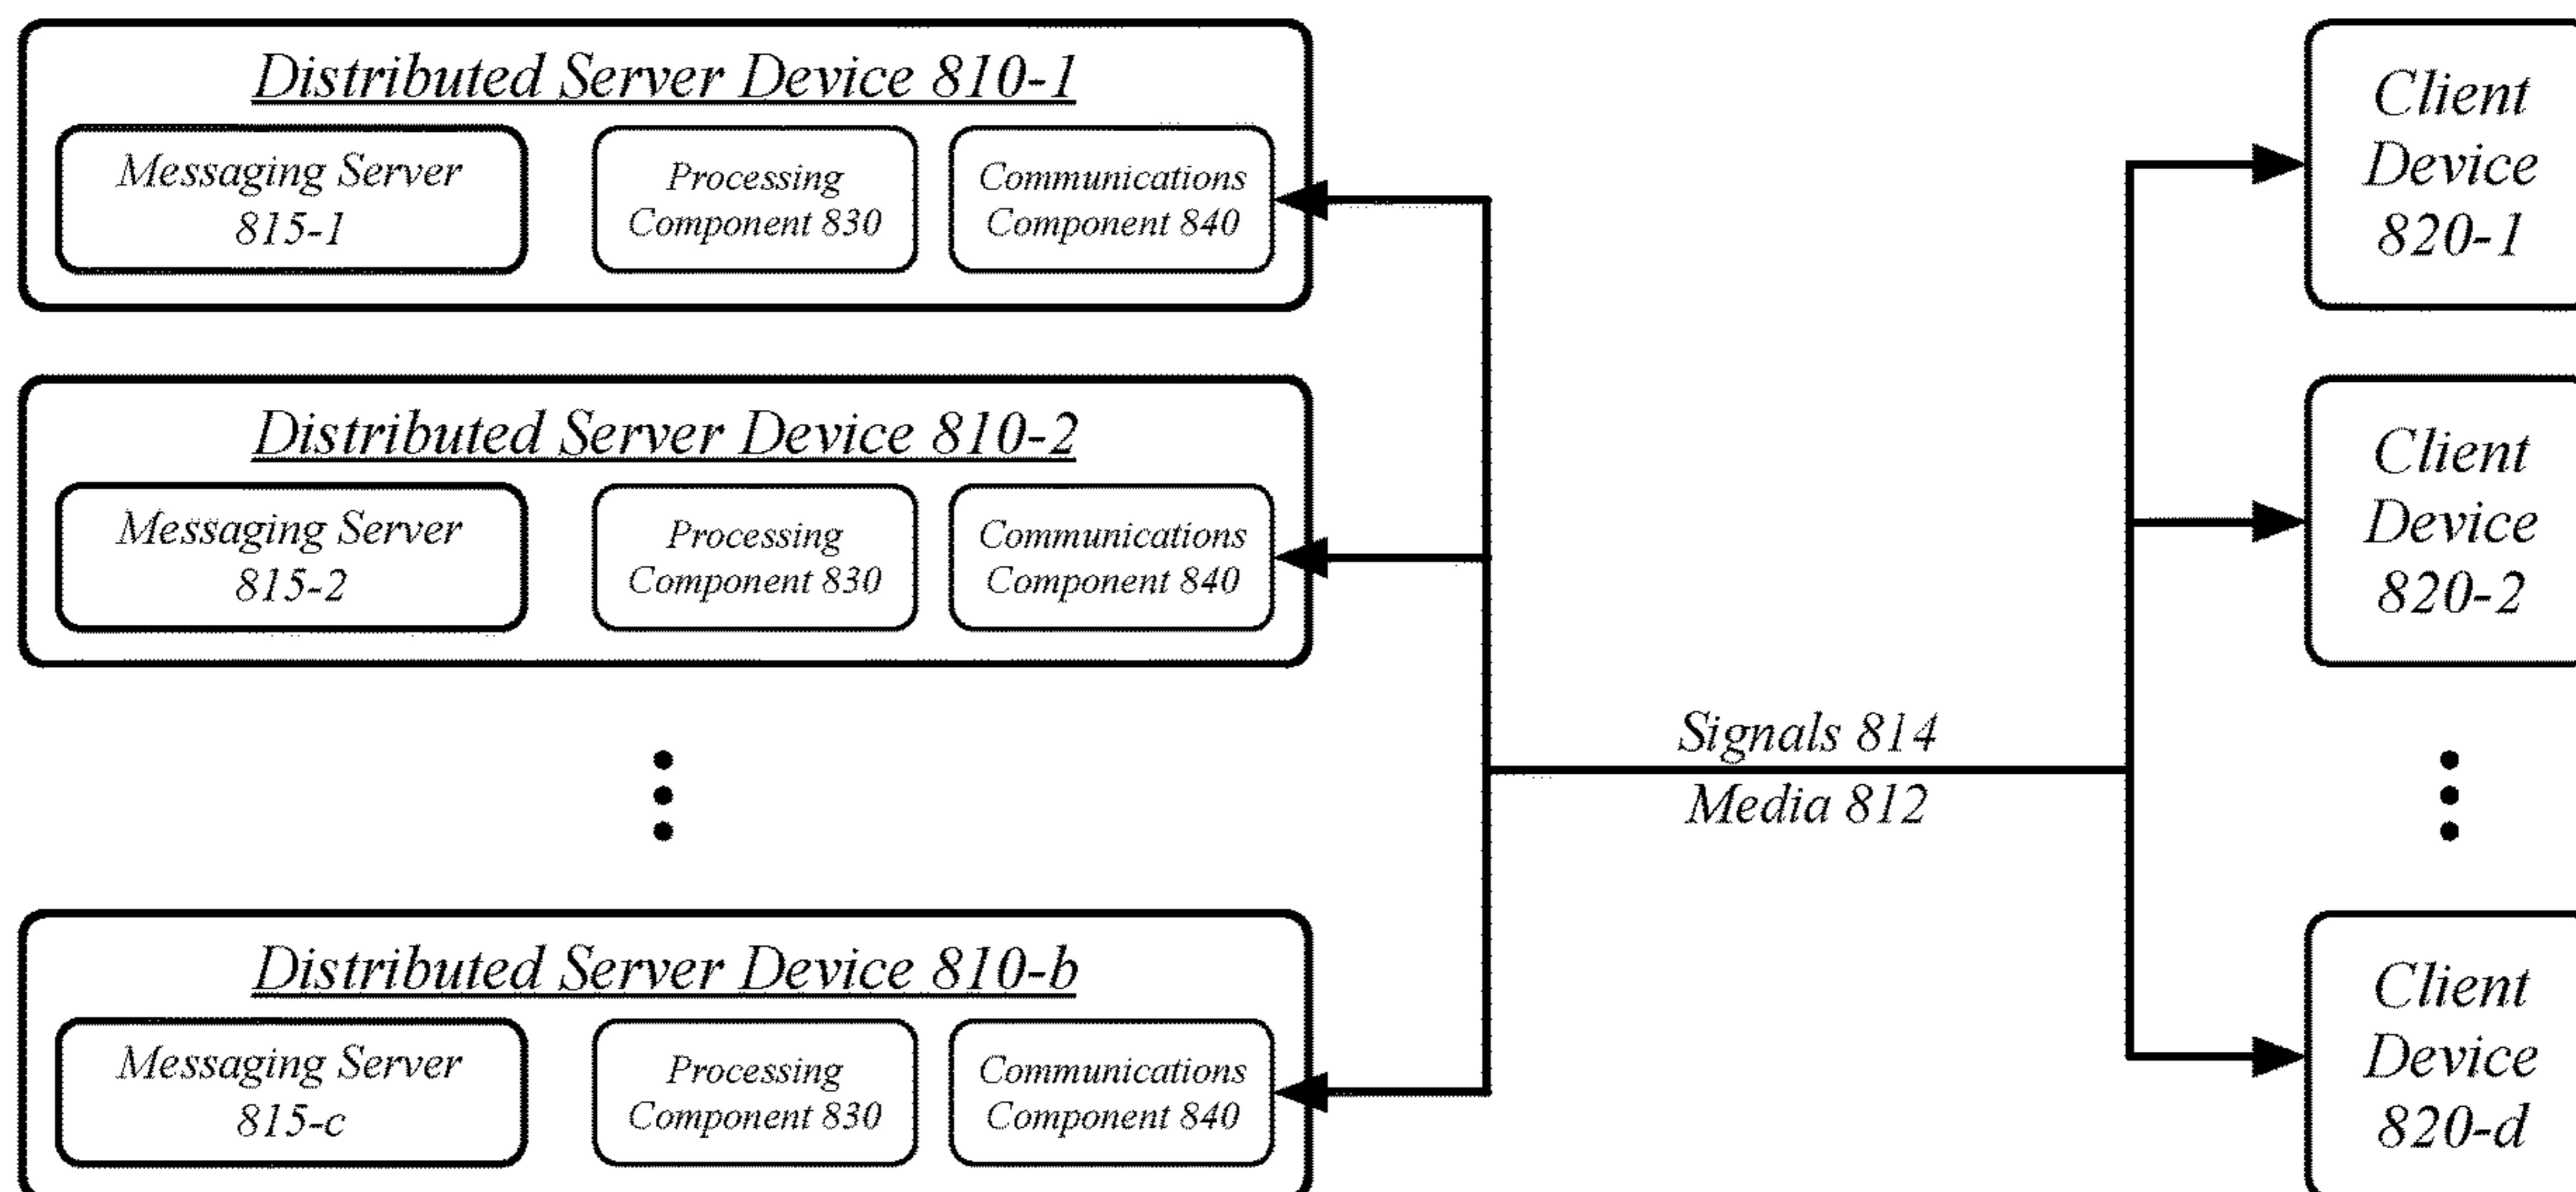 Distributed Server Device 810-1
Messaging Server
815-1
Processing
Component 830
Communications
Component 840
Client
Device
820-1
Distributed Server Device 810-2
Messaging Server
815-2
Processing
Component 830
Communications
Component 840
Client
Device
820-2
Signals 814
Media 812
Distributed Server Device 810-b
Messaging Server
815-c
Processing
Component 830
Communications
Component 840
Client
Device
820-d